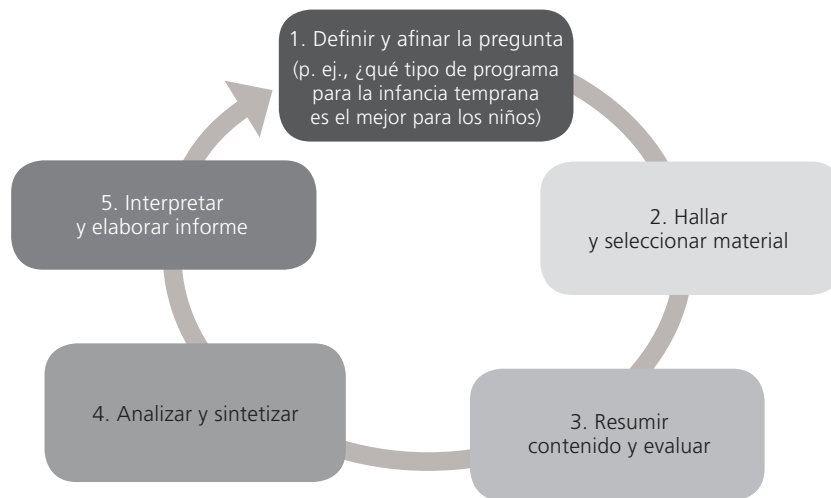 1. Definir y afinar la pregunta
(p. ej., ¿qué tipo de programa
para la infancia temprana
es el mejor para los niños)
2. Hallar
y seleccionar material
3. Resumir
contenido y evaluar
4. Analizar y sintetizar
5. Interpretar
y elaborar informe